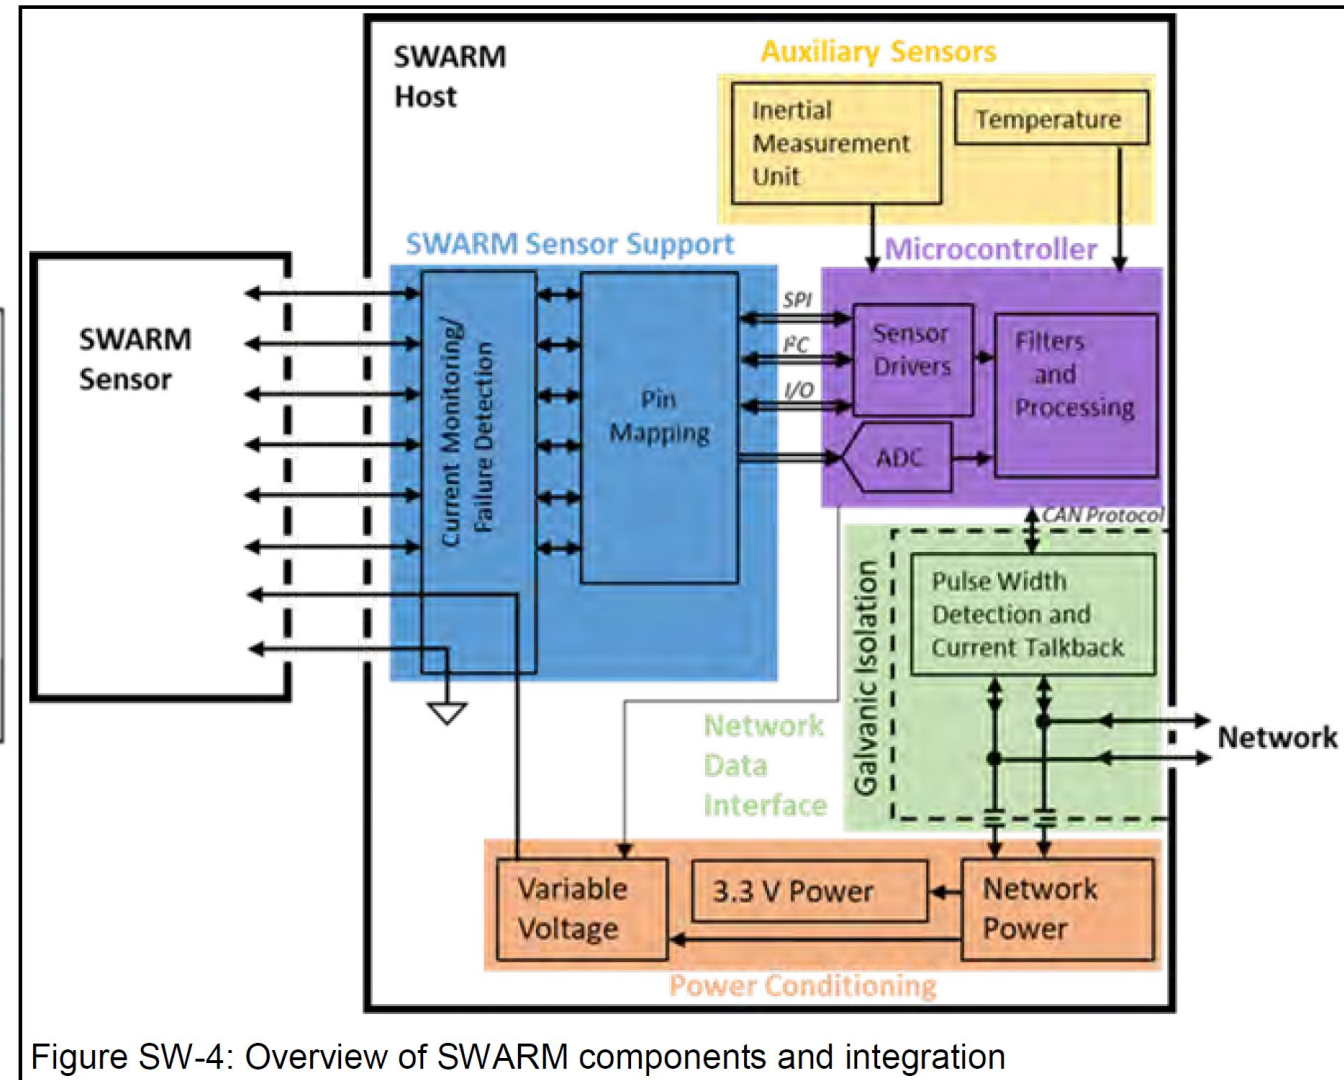 SWARM
Host
Auxiliary Sensors
Inertial
Measurement
Unit
Temperature
SWARM Sensor Support
Microcontroller
SWARM
Sensor
Current Monitoring/
Failure Detection
Pin
Mapping
SPI
I²C
I/O
Sensor
Drivers
ADC
Filters
and
Processing
CAN Protocol
Galvanic Isolation
Pulse Width
Detection and
Current Talkback
Network
Data
Interface
Network
Variable
Voltage
3.3 V Power
Network
Power
Power Conditioning
Figure SW-4: Overview of SWARM components and integration